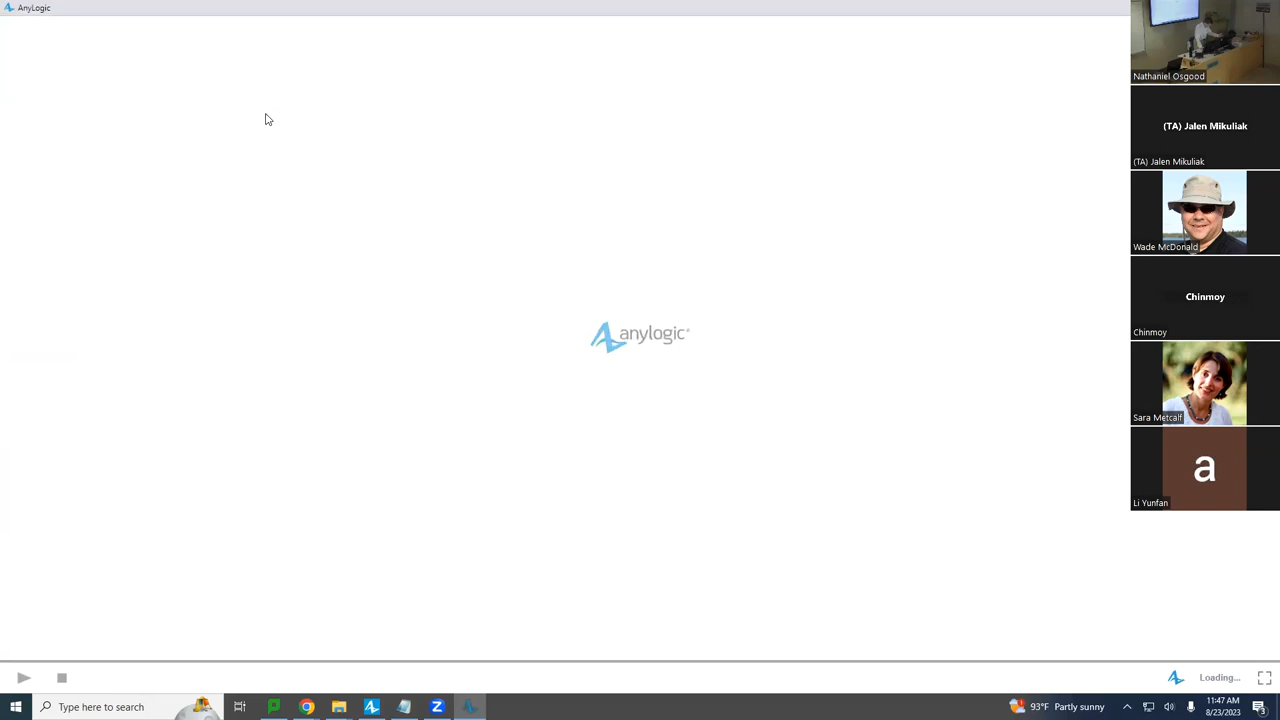 AnyLogic
Nathaniel Osgood
(TA) Jalen Mikuliak
(TA) Jalen Mikuliak
Wade McDonald
Chinmoy
Chinmoy
anylogic
Sara Metcalf
a
Li Yunfan
Loading...
Type here to search
93°F Partly sunny
11:47 AM
8/23/2023
3